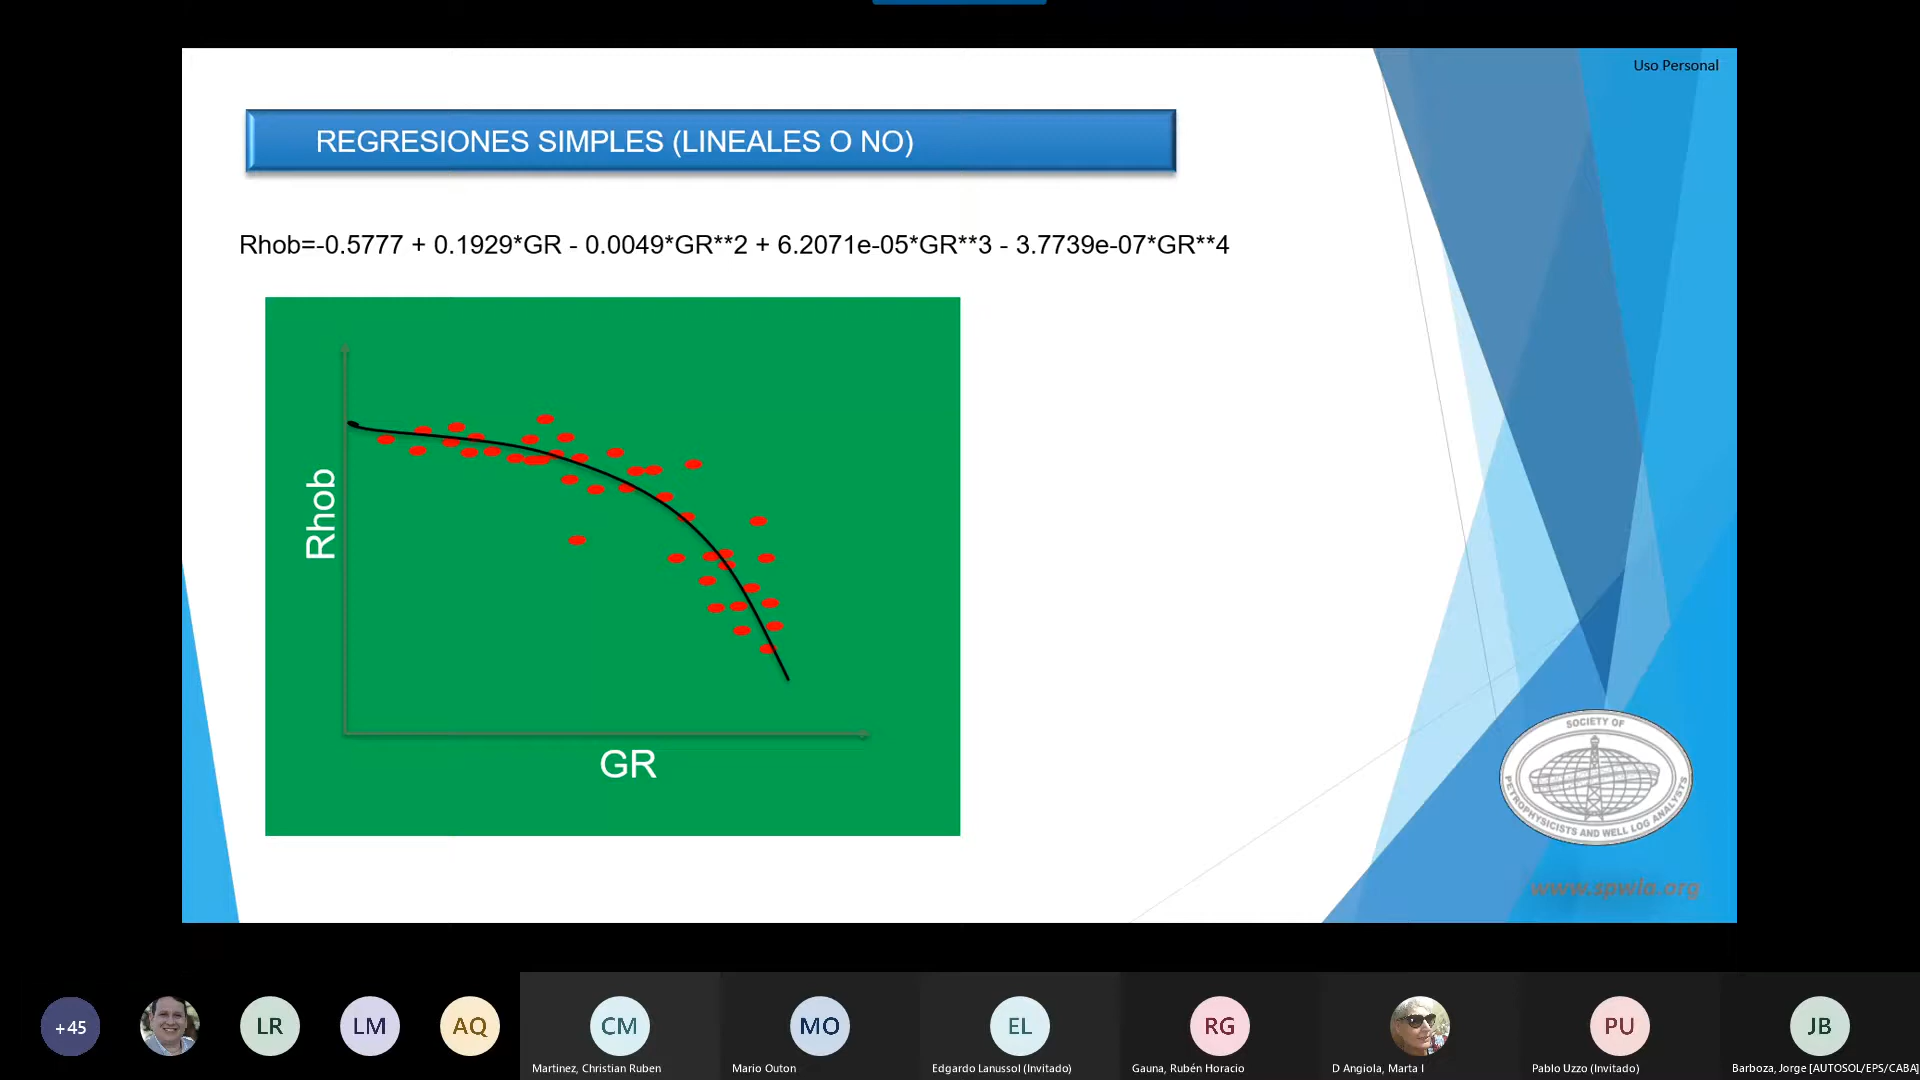 Uso Personal
REGRESIONES SIMPLES (LINEALES O NO)
Rhob=-0.5777 + 0.1929*GR - 0.0049*GR**2 + 6.2071e-05*GR**3 - 3.7739e-07*GR**4
Rhob
GR
SOCIETY OF
PETROPHYSICISTS AND WELL LOG ANALYSTS
www.spwla.org
+45
LR
LM
AQ
CM
MO
EL
RG
PU
JB
Martinez, Christian Ruben
Mario Outon
Edgardo Lanussol (Invitado)
Gauna, Rubén Horacio
D Angiola, Marta I
Pablo Uzzo (Invitado)
Barboza, Jorge [AUTOSOL/EPS/CABA]